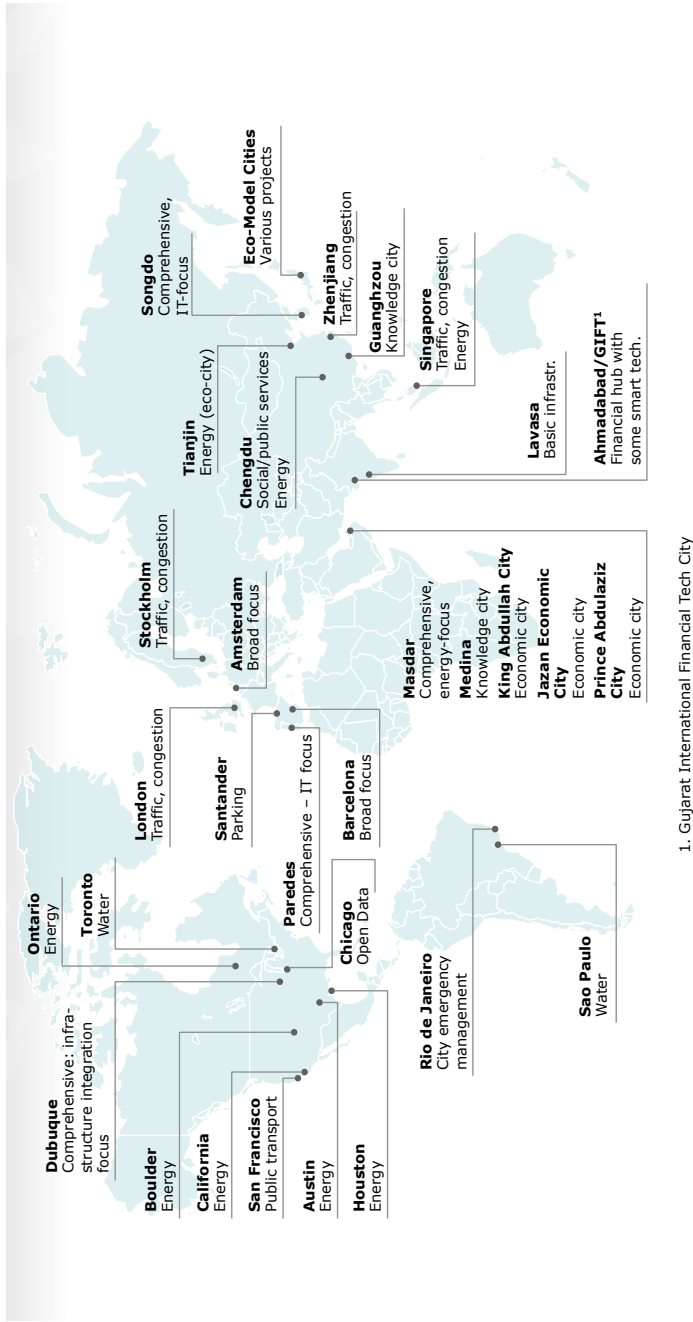 Dubuque
Comprehensive: infra-
structure integration
focus
Ontario
Energy
Toronto
Water
Boulder
Energy
California
Energy
San Francisco
Public transport
Austin
Energy
Houston
Energy
Chicago
Open Data
Rio de Janeiro
City emergency
management
Sao Paulo
Water
London
Traffic, congestion
Santander
Parking
Paredes
Comprehensive – IT focus
Barcelona
Broad focus
Stockholm
Traffic, congestion
Amsterdam
Broad focus
Masdar
Comprehensive,
energy-focus
Medina
Knowledge city
King Abdullah City
Economic city
Jazan Economic
City
Economic city
Prince Abdulaziz
City
Economic city
Tianjin
Energy (eco-city)
Chengdu
Social/public services
Energy
Songdo
Comprehensive,
IT-focus
Eco-Model Cities
Various projects
Zhenjiang
Traffic, congestion
Guanghzou
Knowledge city
Singapore
Traffic, congestion
Energy
Lavasa
Basic infrastr.
Ahmadabad/GIFT¹
Financial hub with
some smart tech.
1. Gujarat International Financial Tech City